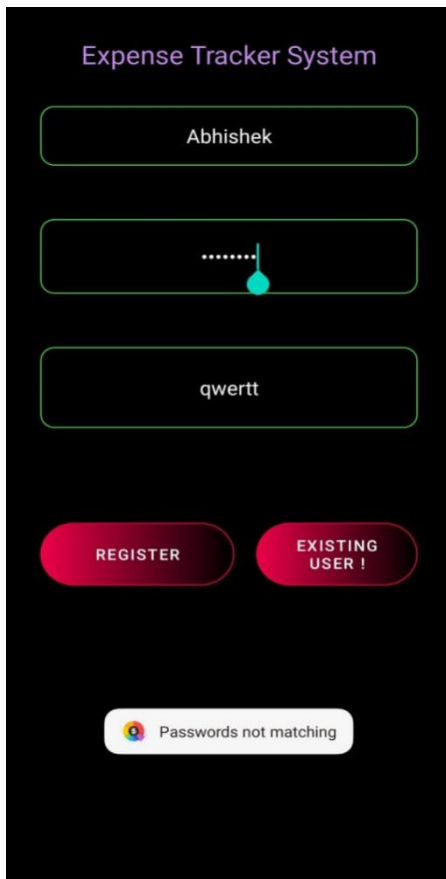 Expense Tracker System
Abhishek
••••••••
qwertt
REGISTER
EXISTING
USER !
Passwords not matching